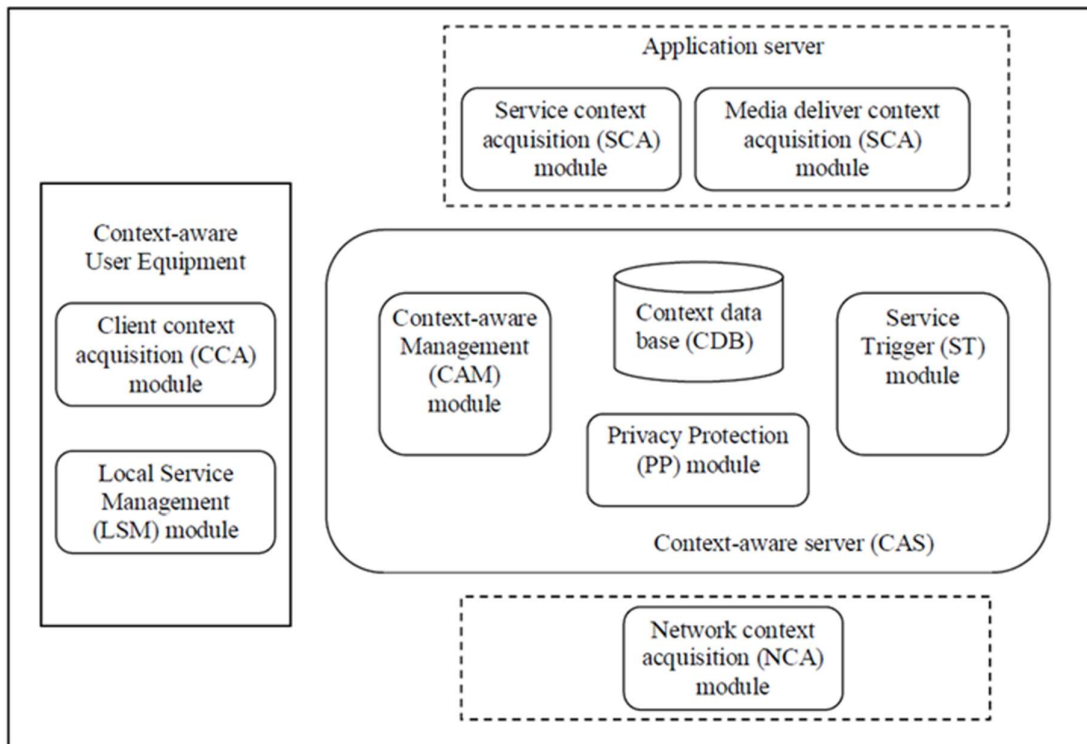 Application server
Service context
acquisition (SCA)
module
Media deliver context
acquisition (SCA)
module
Context-aware
User Equipment
Client context
acquisition (CCA)
module
Local Service
Management
(LSM) module
Context-aware
Management
(CAM)
module
Context data
base (CDB)
Service
Trigger (ST)
module
Privacy Protection
(PP) module
Context-aware server (CAS)
Network context
acquisition (NCA)
module